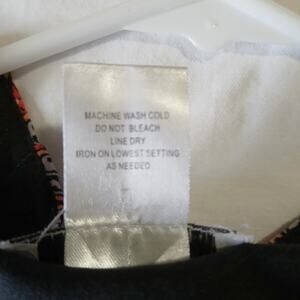 MACHINE WASH COLD
DO NOT BLEACH
LINE DRY
IRON ON LOWEST SETTING
AS NEEDED